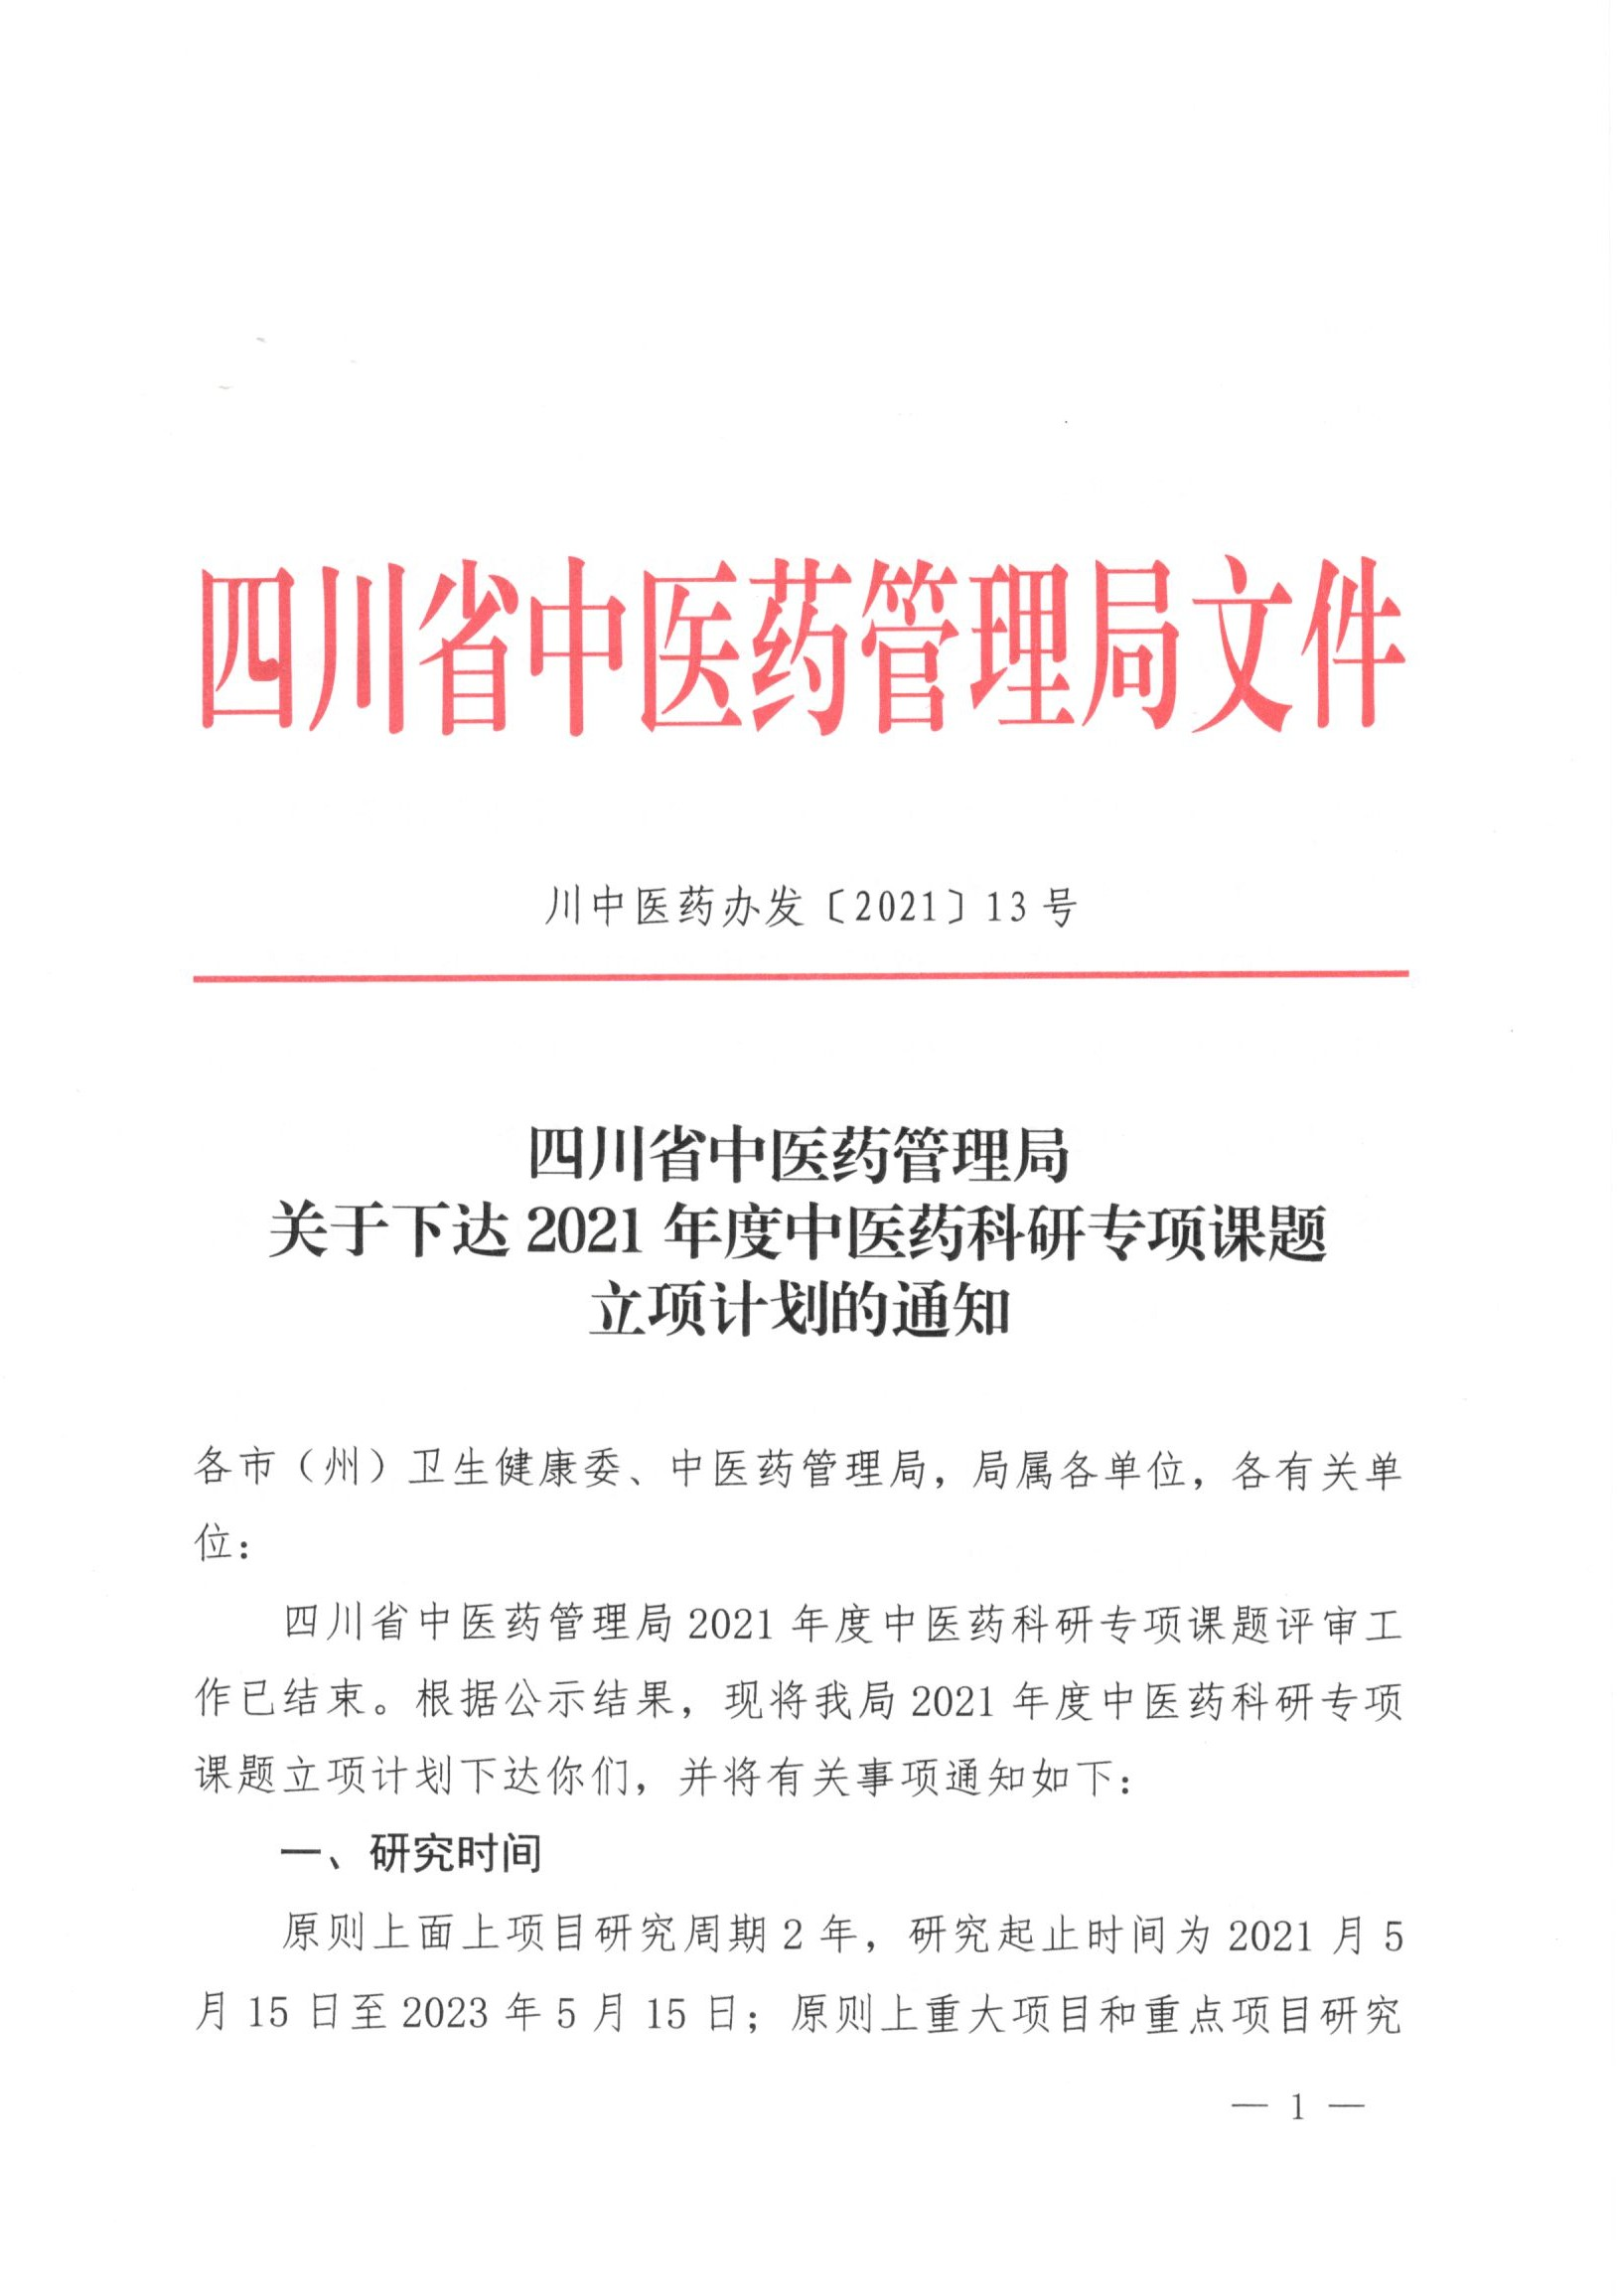 四川省中医药管理局文件
川中医药办发〔2021〕13号
四川省中医药管理局
关于下达2021年度中医药科研专项课题
立项计划的通知
各市（州）卫生健康委、中医药管理局，局属各单位，各有关单
位：
四川省中医药管理局2021年度中医药科研专项课题评审工
作已结束。根据公示结果，现将我局2021年度中医药科研专项
课题立项计划下达你们，并将有关事项通知如下：
一、研究时间
原则上面上项目研究周期2年，研究起止时间为2021月5
月15日至2023年5月15日；原则上重大项目和重点项目研究
— 1 —